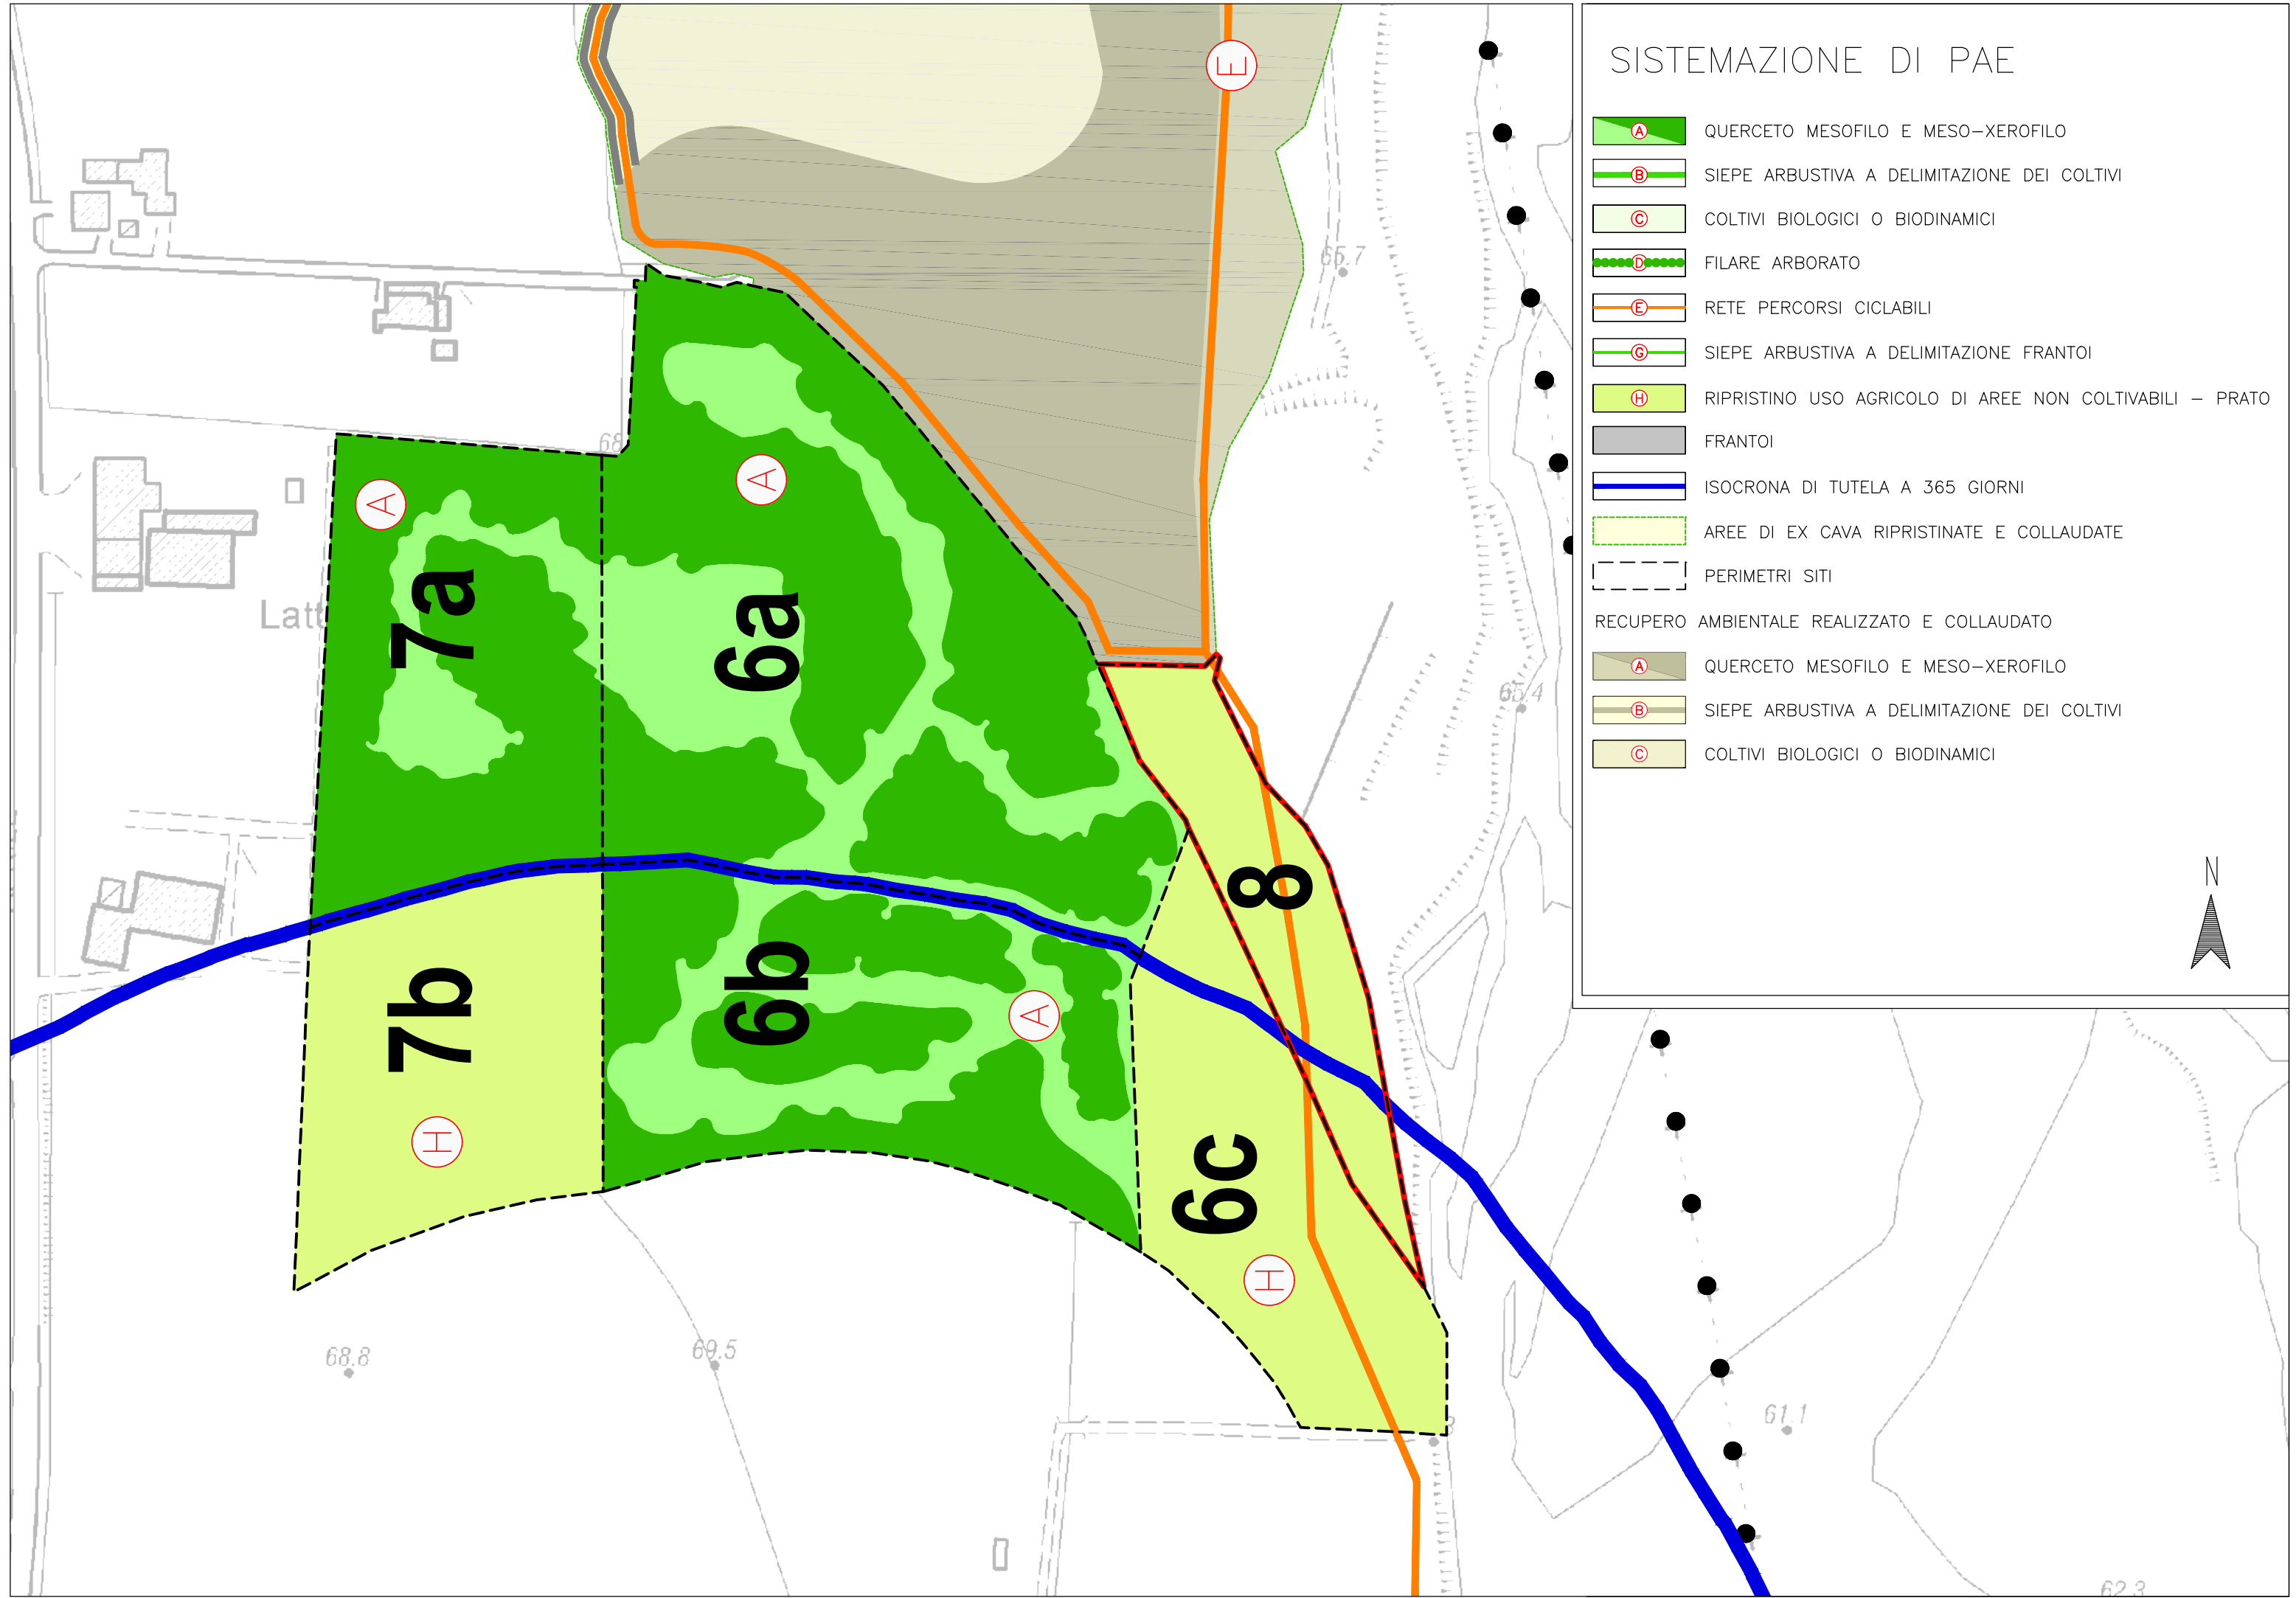 SISTEMAZIONE DI PAE
A QUERCETO MESOFILO E MESO-XEROFILO
B SIEPE ARBUSTIVA A DELIMITAZIONE DEI COLTIVI
C COLTIVI BIOLOGICI O BIODINAMICI
D FILARE ARBORATO
E RETE PERCORSI CICLABILI
G SIEPE ARBUSTIVA A DELIMITAZIONE FRANTOI
H RIPRISTINO USO AGRICOLO DI AREE NON COLTIVABILI - PRATO
FRANTOI
ISOCRONA DI TUTELA A 365 GIORNI
AREE DI EX CAVA RIPRISTINATE E COLLAUDATE
PERIMETRI SITI
RECUPERO AMBIENTALE REALIZZATO E COLLAUDATO
A QUERCETO MESOFILO E MESO-XEROFILO
B SIEPE ARBUSTIVA A DELIMITAZIONE DEI COLTIVI
C COLTIVI BIOLOGICI O BIODINAMICI
N
E
65.7
68
A
A
7a
6a
Latt
65.4
8
7b
6b
A
H
6c
H
68.8
69.5
61.1
62.3